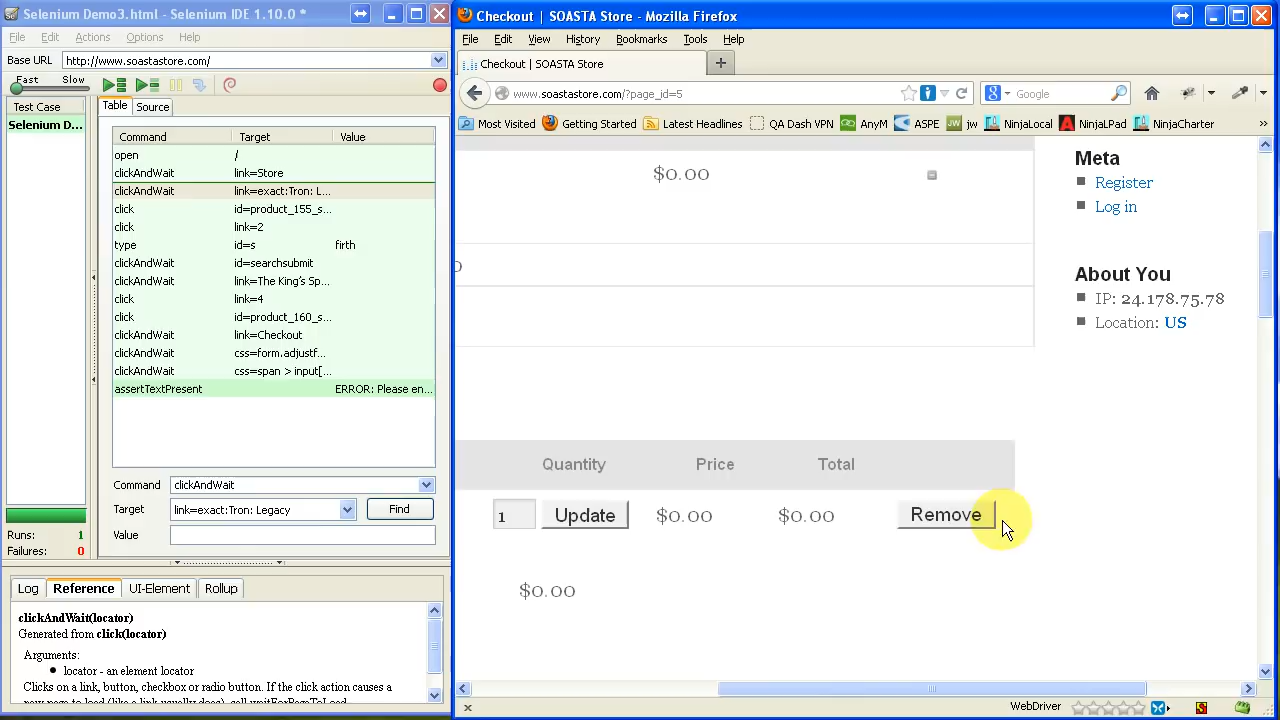 Selenium Demo3.html - Selenium IDE 1.10.0 *
File Edit Actions Options Help
Base URL http://www.soastastore.com/
Fast Slow
Test Case
Selenium D...
Table Source
Command Target Value
open /
clickAndWait link=Store
clickAndWait link=exact:Tron: L...
click id=product_155_s...
click link=2
type id=s firth
clickAndWait id=searchsubmit
clickAndWait link=The King's Sp...
click link=4
click id=product_160_s...
clickAndWait link=Checkout
clickAndWait css=form.adjustf...
clickAndWait css=span > input[...
assertTextPresent ERROR: Please en...
Command clickAndWait
Target link=exact:Tron: Legacy Find
Value
Runs: 1
Failures: 0
Log Reference UI-Element Rollup
clickAndWait(locator)
Generated from click(locator)
Arguments:
locator - an element locator
Clicks on a link, button, checkbox or radio button. If the click action causes a
Checkout | SOASTA Store - Mozilla Firefox
File Edit View History Bookmarks Tools Help
Checkout | SOASTA Store
www.soastastore.com/?page_id=5
Google
Most Visited Getting Started Latest Headlines QA Dash VPN AnyM ASPE jw NinjaLocal NinjaLPad NinjaCharter
$0.00
Meta
Register
Log in
About You
IP: 24.178.75.78
Location: US
Quantity Price Total
1 Update $0.00 $0.00 Remove
$0.00
WebDriver